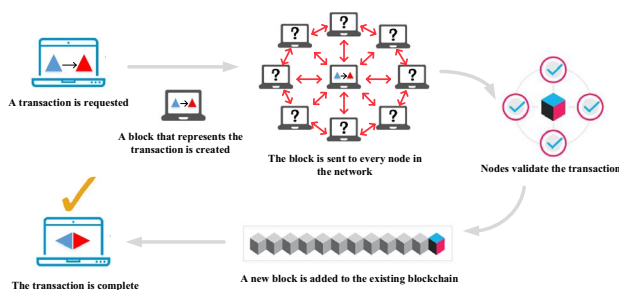 ?
?
?
?
?
?
?
?
A transaction is requested
A block that represents the
transaction is created
The block is sent to every node in
the network
Nodes validate the transaction
A new block is added to the existing blockchain
The transaction is complete